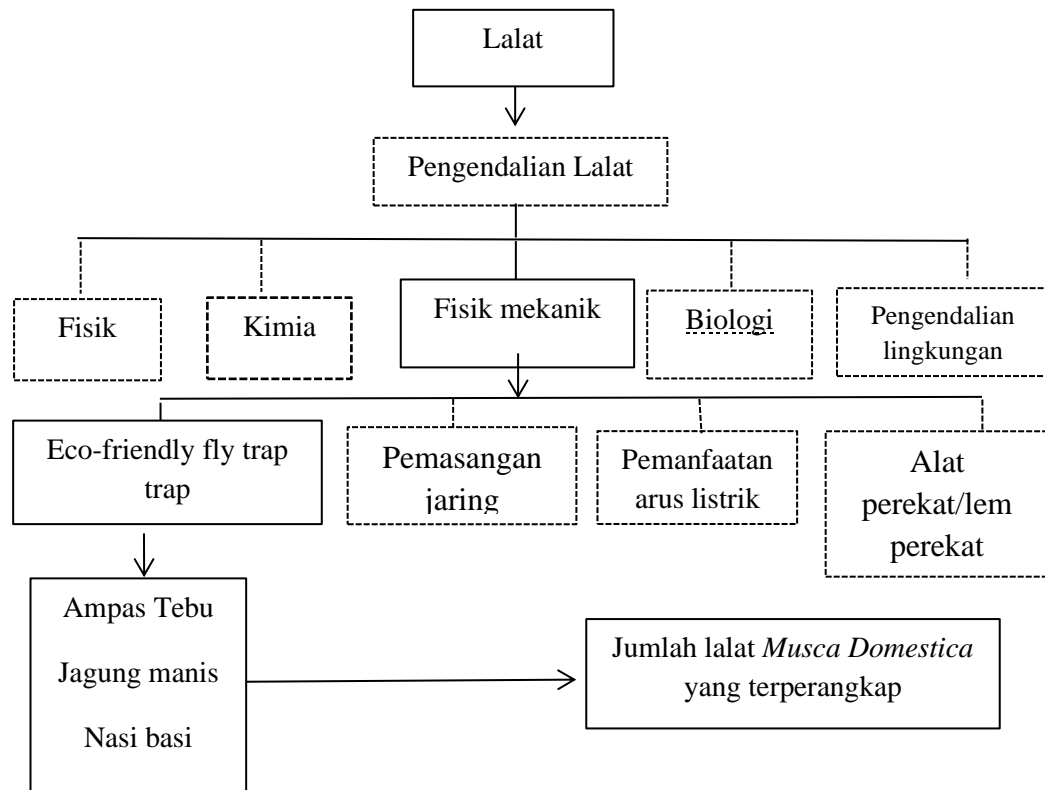 Lalat
Pengendalian Lalat
Fisik
Kimia
Fisik mekanik
Biologi
Pengendalian
lingkungan
Eco-friendly fly trap
trap
Pemasangan
jaring
Pemanfaatan
arus listrik
Alat
perekat/lem
perekat
Ampas Tebu
Jagung manis
Nasi basi
Jumlah lalat Musca Domestica
yang terperangkap